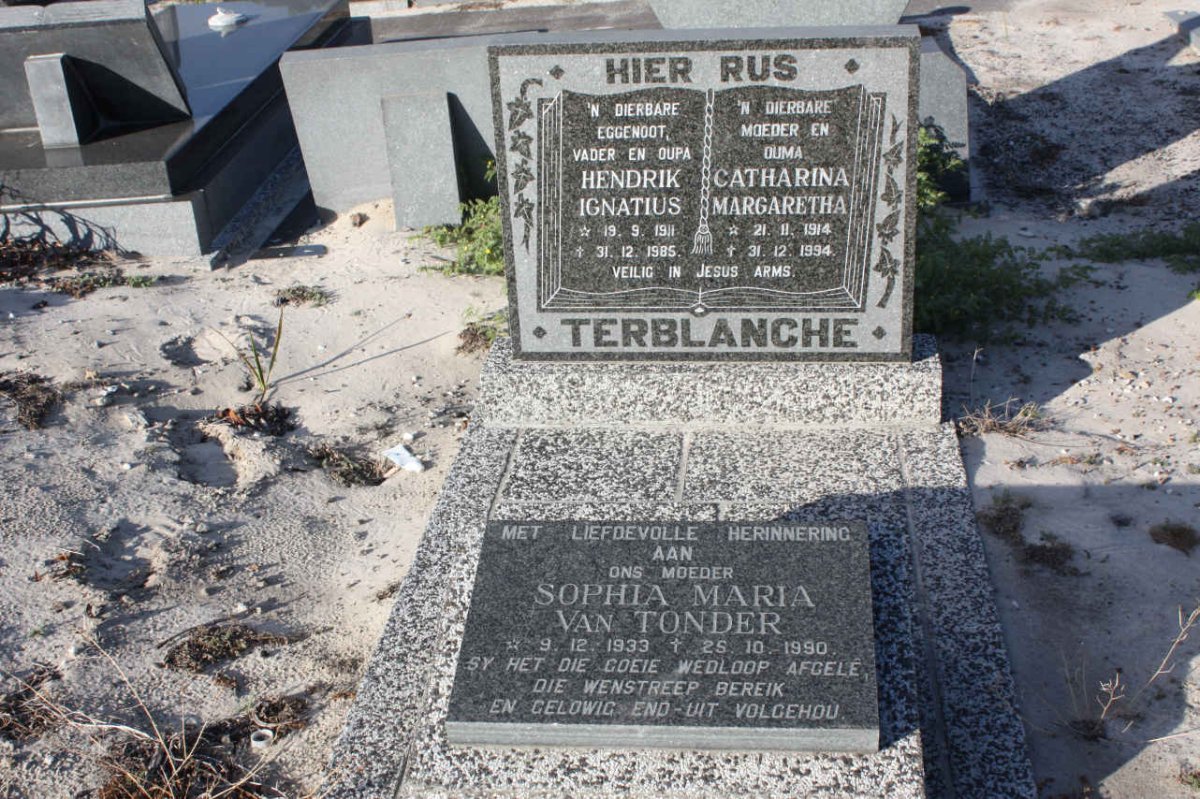 HIER RUS
'N DIERBARE
EGGENOOT,
VADER EN OUPA
HENDRIK
IGNATIUS
☆ 19. 9. 1911
† 31. 12. 1985.
'N DIERBARE
MOEDER EN
OUMA
CATHARINA
MARGARETHA
☆ 21. 11. 1914
† 31. 12. 1994
VEILIG IN JESUS ARMS.
TERBLANCHE
MET LIEFDEVOLLE HERINNERING
AAN
ONS MOEDER
SOPHIA MARIA
VAN TONDER
☆ 9. 12. 1933 † 25. 10. 1990.
SY HET DIE GOEIE WEDLOOP AFGELÊ,
DIE WENSTREEP BEREIK
EN GELOWIG END-UIT VOLGEHOU